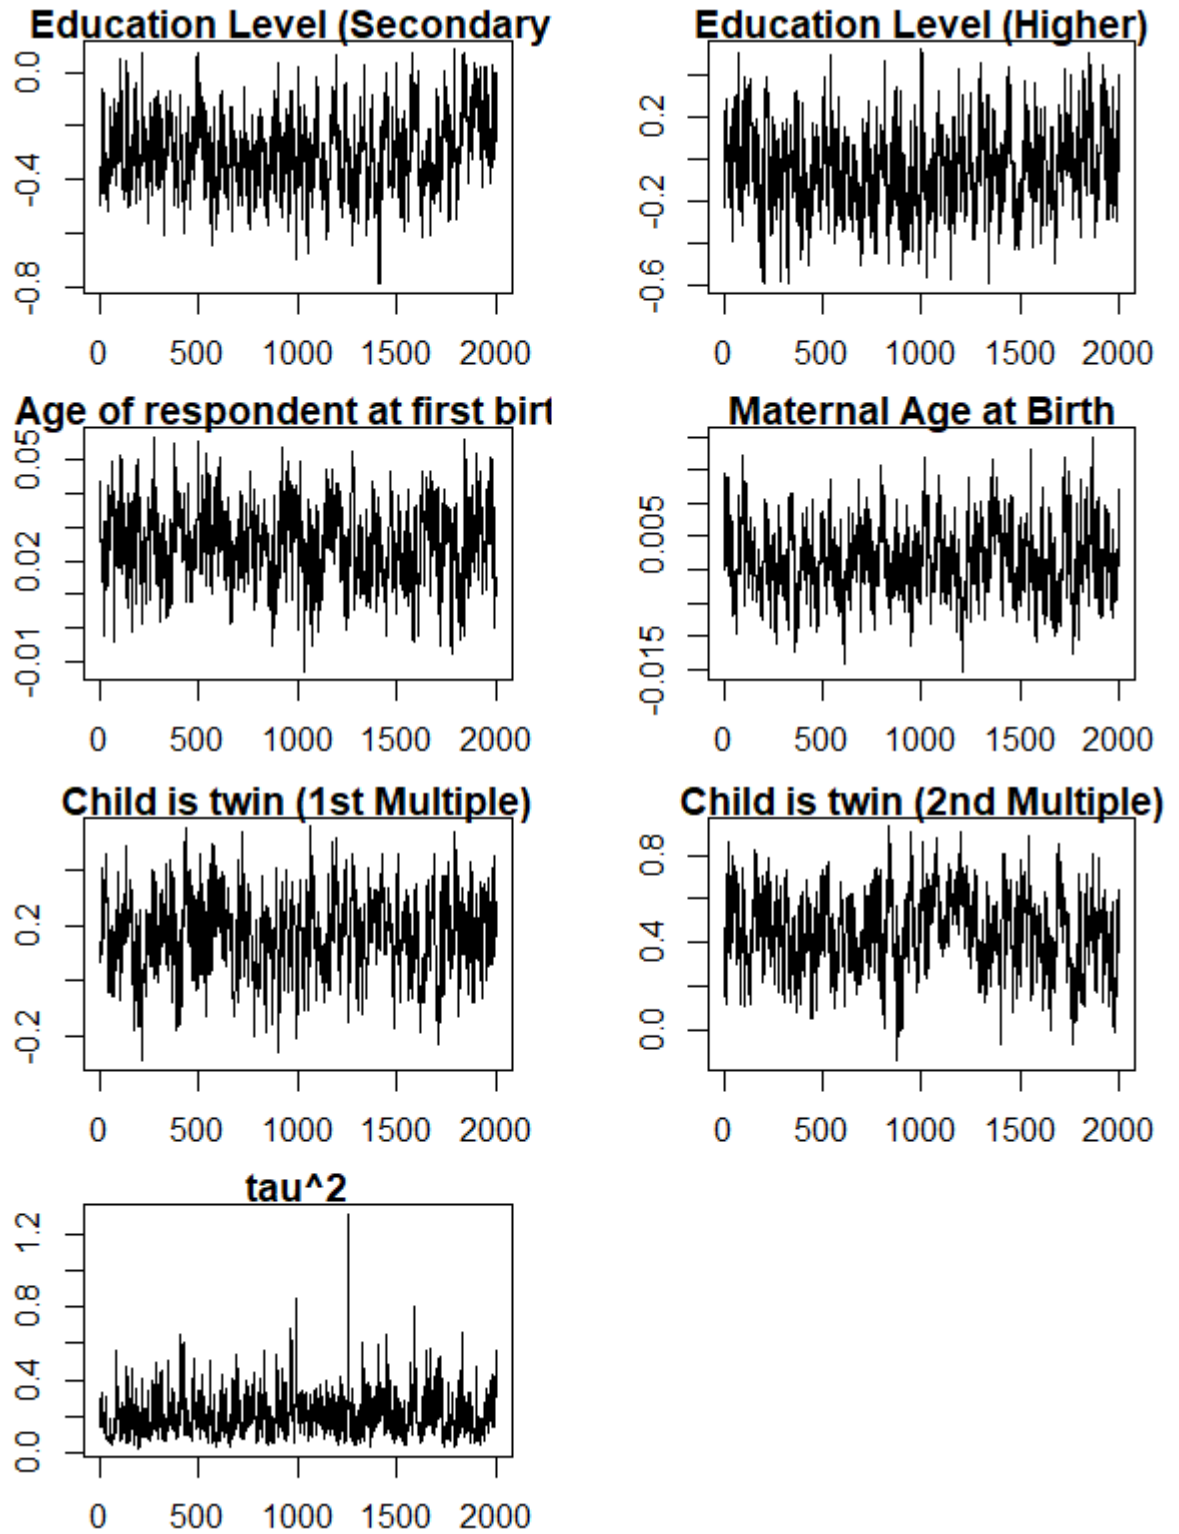 Education Level (Secondary
0.0
-0.4
-0.8
0 500 1000 1500 2000
Education Level (Higher)
0.2
-0.2
-0.6
0 500 1000 1500 2000
Age of respondent at first birt
0.05
0.02
-0.01
0 500 1000 1500 2000
Maternal Age at Birth
0.005
-0.015
0 500 1000 1500 2000
Child is twin (1st Multiple)
0.2
-0.2
0 500 1000 1500 2000
Child is twin (2nd Multiple)
0.8
0.4
0.0
0 500 1000 1500 2000
tau^2
1.2
0.8
0.4
0.0
0 500 1000 1500 2000